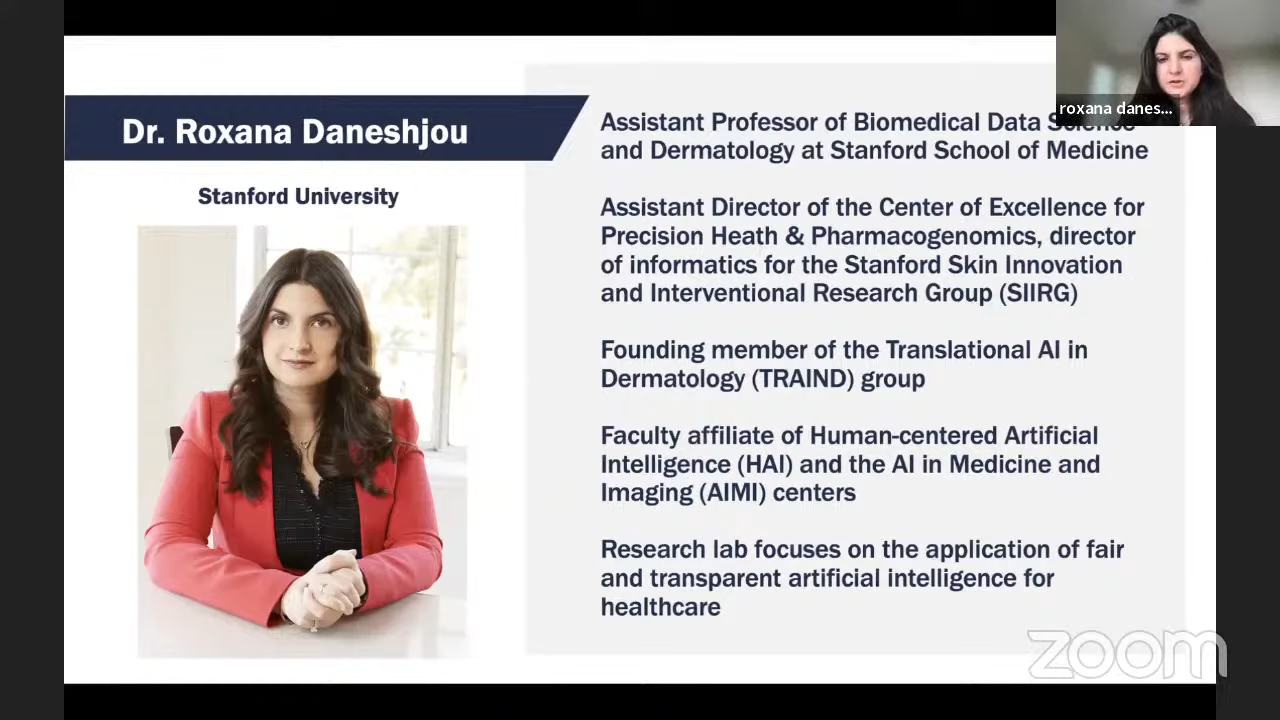 Dr. Roxana Daneshjou
Stanford University
Assistant Professor of Biomedical Data Science
and Dermatology at Stanford School of Medicine
Assistant Director of the Center of Excellence for
Precision Heath & Pharmacogenomics, director
of informatics for the Stanford Skin Innovation
and Interventional Research Group (SIIRG)
Founding member of the Translational AI in
Dermatology (TRAIND) group
Faculty affiliate of Human-centered Artificial
Intelligence (HAI) and the AI in Medicine and
Imaging (AIMI) centers
Research lab focuses on the application of fair
and transparent artificial intelligence for
healthcare
roxana danes...
zoom